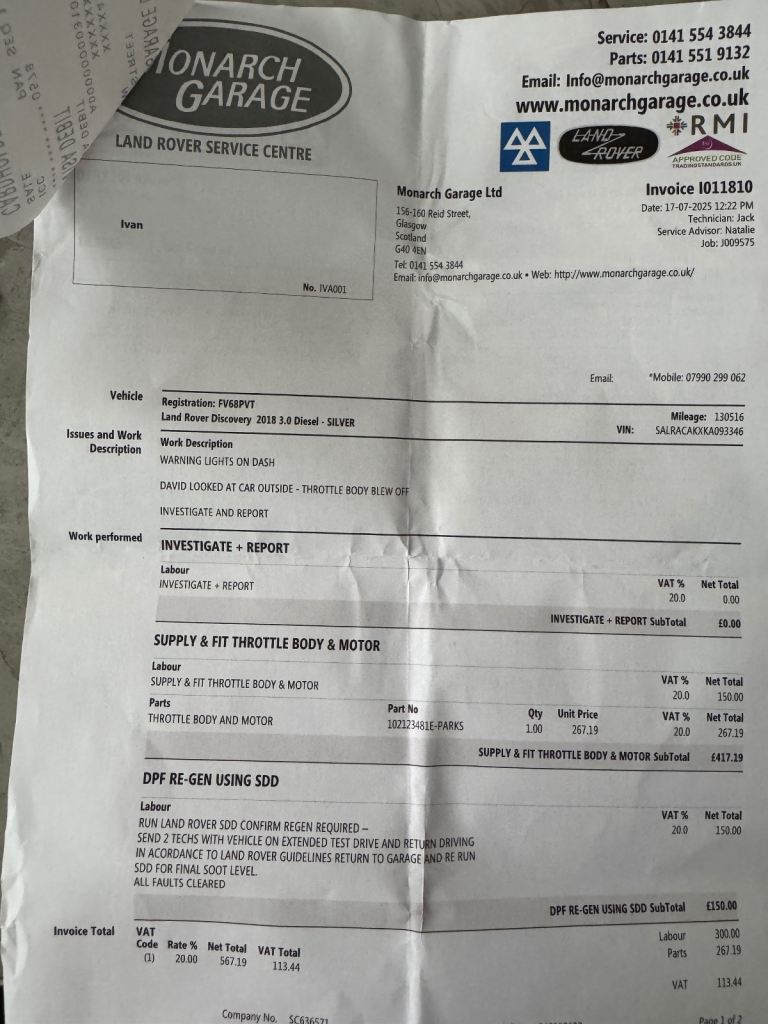 MONARCH
GARAGE
LAND ROVER SERVICE CENTRE
Service: 0141 554 3844
Parts: 0141 551 9132
Email: Info@monarchgarage.co.uk
www.monarchgarage.co.uk
LAND ROVER
RMI
APPROVED CODE
TRADINGSTANDARDS.UK
Ivan
No. IVA001
Monarch Garage Ltd
156-160 Reid Street,
Glasgow
Scotland
G40 4EN
Tel: 0141 554 3844
Email: info@monarchgarage.co.uk • Web: http://www.monarchgarage.co.uk/
Invoice I011810
Date: 17-07-2025 12:22 PM
Technician: Jack
Service Advisor: Natalie
Job: J009575
Email: *Mobile: 07990 299 062
Vehicle
Registration: FV68PVT
Land Rover Discovery 2018 3.0 Diesel - SILVER
Mileage: 130516
VIN: SALRACAKXKA093346
Issues and Work
Description
Work Description
WARNING LIGHTS ON DASH
DAVID LOOKED AT CAR OUTSIDE - THROTTLE BODY BLEW OFF
INVESTIGATE AND REPORT
Work performed
INVESTIGATE + REPORT
Labour VAT % Net Total
INVESTIGATE + REPORT 20.0 0.00
INVESTIGATE + REPORT SubTotal £0.00
SUPPLY & FIT THROTTLE BODY & MOTOR
Labour VAT % Net Total
SUPPLY & FIT THROTTLE BODY & MOTOR 20.0 150.00
Parts Part No Qty Unit Price VAT % Net Total
THROTTLE BODY AND MOTOR 102123481E-PARKS 1.00 267.19 20.0 267.19
SUPPLY & FIT THROTTLE BODY & MOTOR SubTotal £417.19
DPF RE-GEN USING SDD
Labour VAT % Net Total
RUN LAND ROVER SDD CONFIRM REGEN REQUIRED – 20.0 150.00
SEND 2 TECHS WITH VEHICLE ON EXTENDED TEST DRIVE AND RETURN DRIVING
IN ACORDANCE TO LAND ROVER GUIDELINES RETURN TO GARAGE AND RE RUN
SDD FOR FINAL SOOT LEVEL.
ALL FAULTS CLEARED
DPF RE-GEN USING SDD SubTotal £150.00
Invoice Total
VAT
Code Rate % Net Total VAT Total
(1) 20.00 567.19 113.44
Labour 300.00
Parts 267.19
VAT 113.44
Company No. SC636571
Page 1 of 2